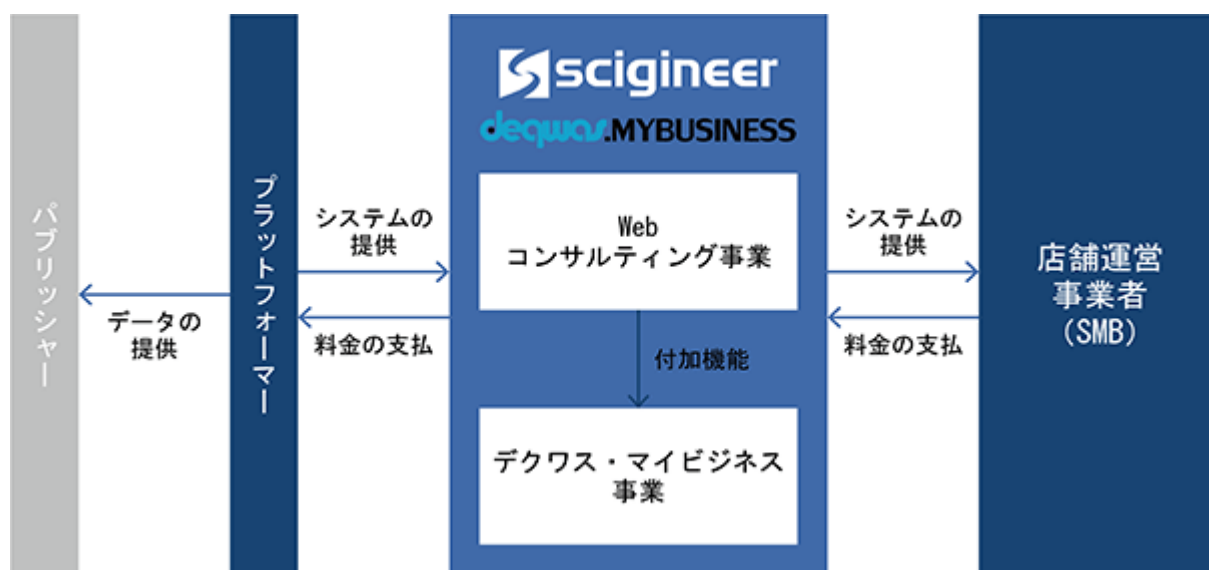 パブリッシャー
データの
提供
プラットフォーマー
システムの
提供
料金の支払
scigineer
deqwas.MYBUSINESS
Web
コンサルティング事業
付加機能
デクワス・マイビジネス
事業
システムの
提供
料金の支払
店舗運営
事業者
(SMB)